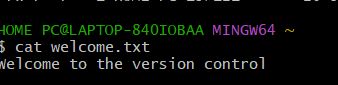 HOME PC@LAPTOP-840IOBAA MINGW64 ~
$ cat welcome.txt
Welcome to the version control